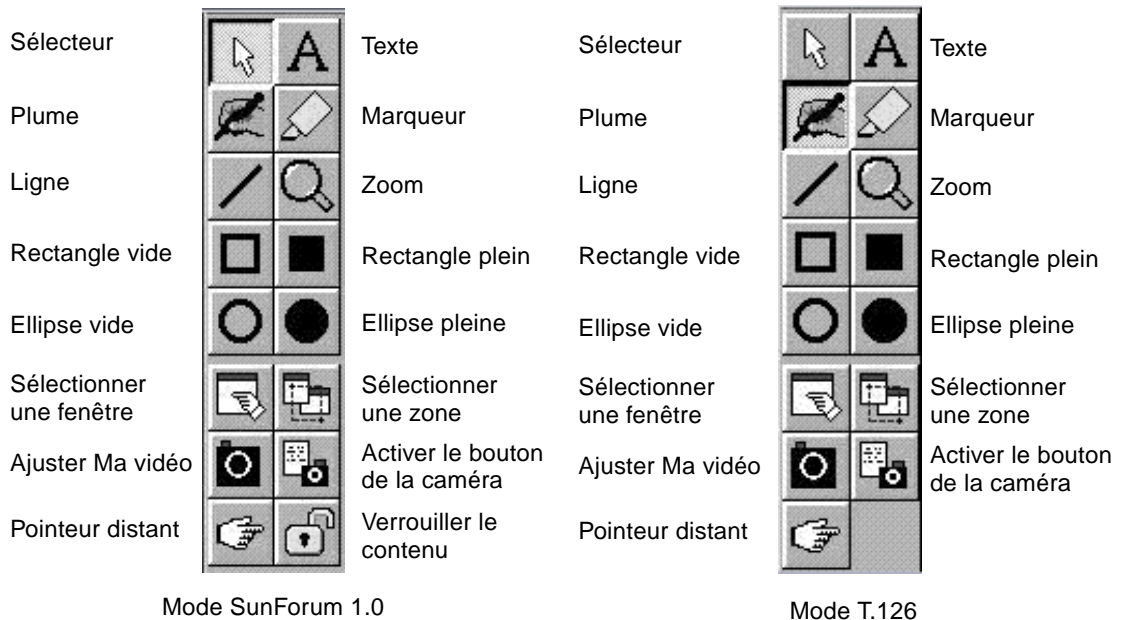 Sélecteur
Texte
Plume
Marqueur
Ligne
Zoom
Rectangle vide
Rectangle plein
Ellipse vide
Ellipse pleine
Sélectionner
une fenêtre
Sélectionner
une zone
Ajuster Ma vidéo
Activer le bouton
de la caméra
Pointeur distant
Verrouiller le
contenu
Mode SunForum 1.0
Sélecteur
Texte
Plume
Marqueur
Ligne
Zoom
Rectangle vide
Rectangle plein
Ellipse vide
Ellipse pleine
Sélectionner
une fenêtre
Sélectionner
une zone
Ajuster Ma vidéo
Activer le bouton
de la caméra
Pointeur distant
Mode T.126